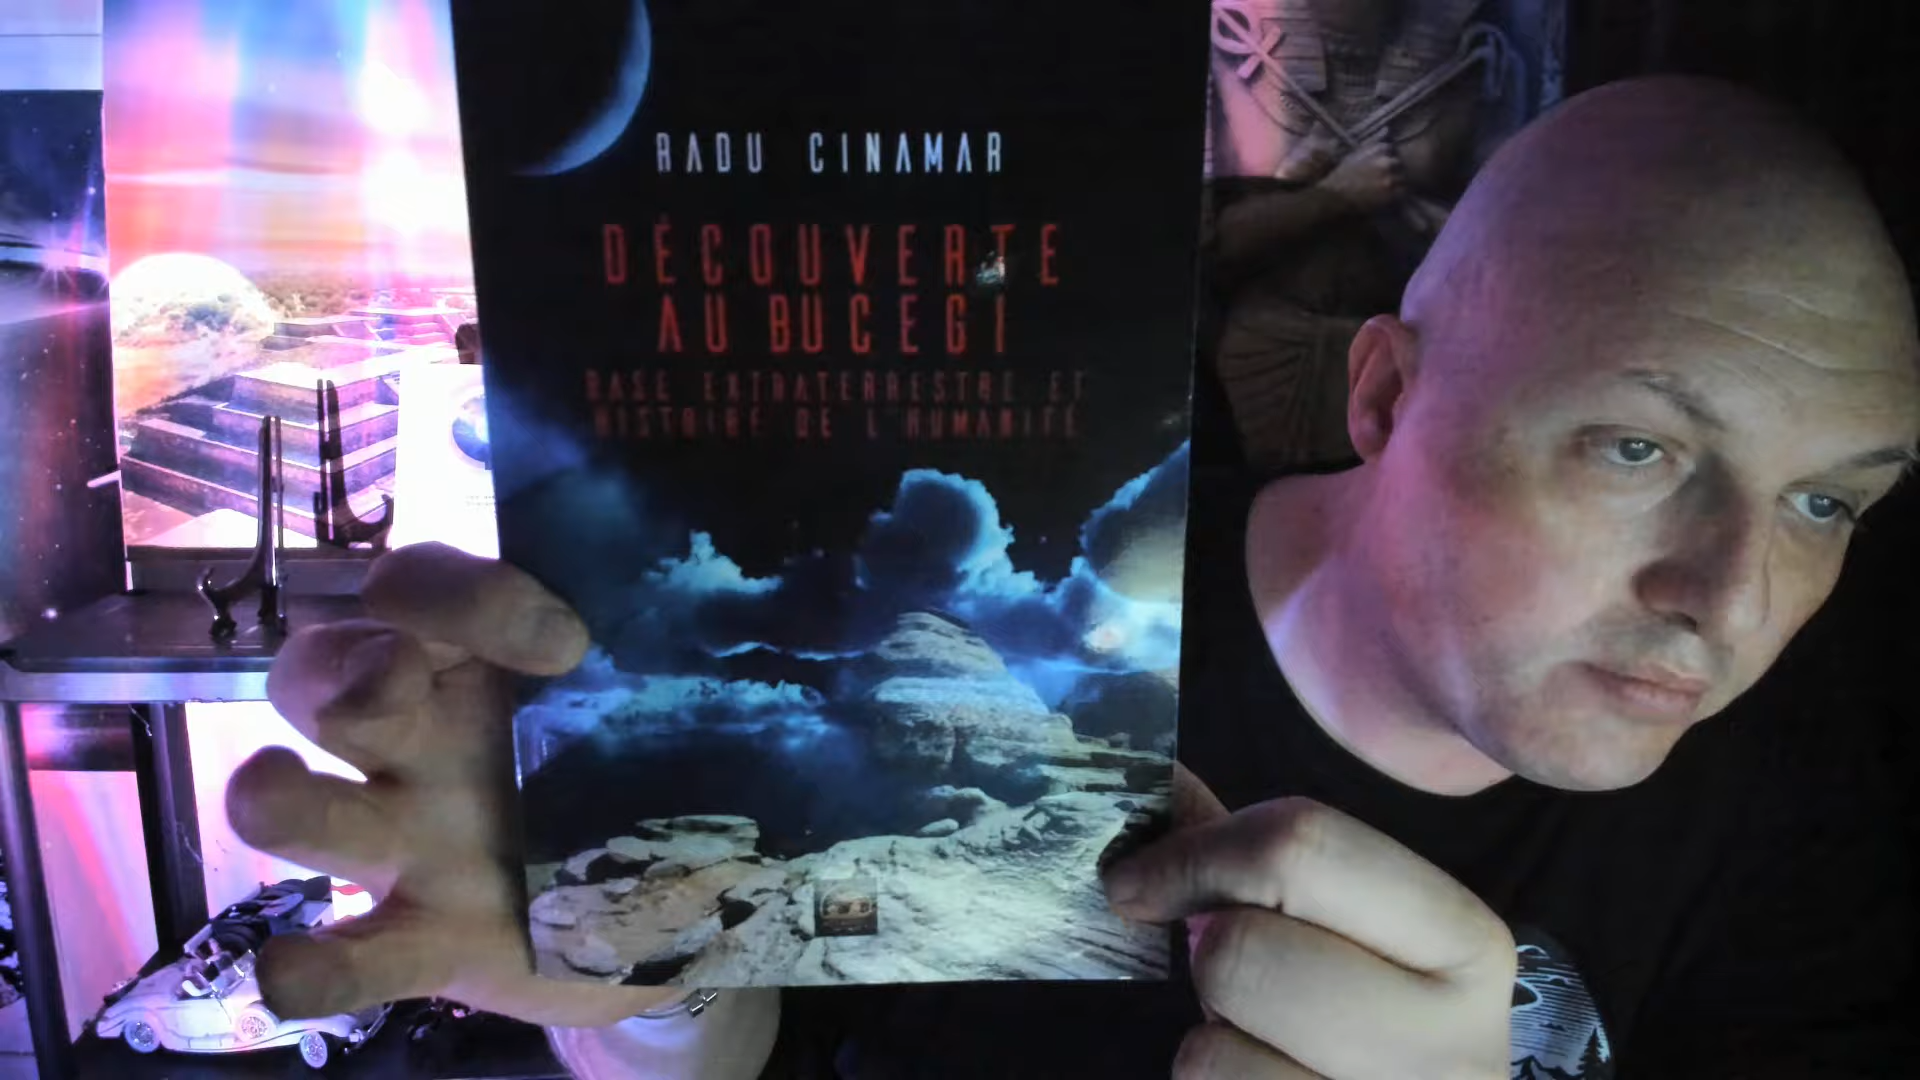 RADU CINAMAR
DÉCOUVERTE
AU BUCEGI
BASE EXTRATERRESTRE ET
HISTOIRE DE L'HUMANITÉ